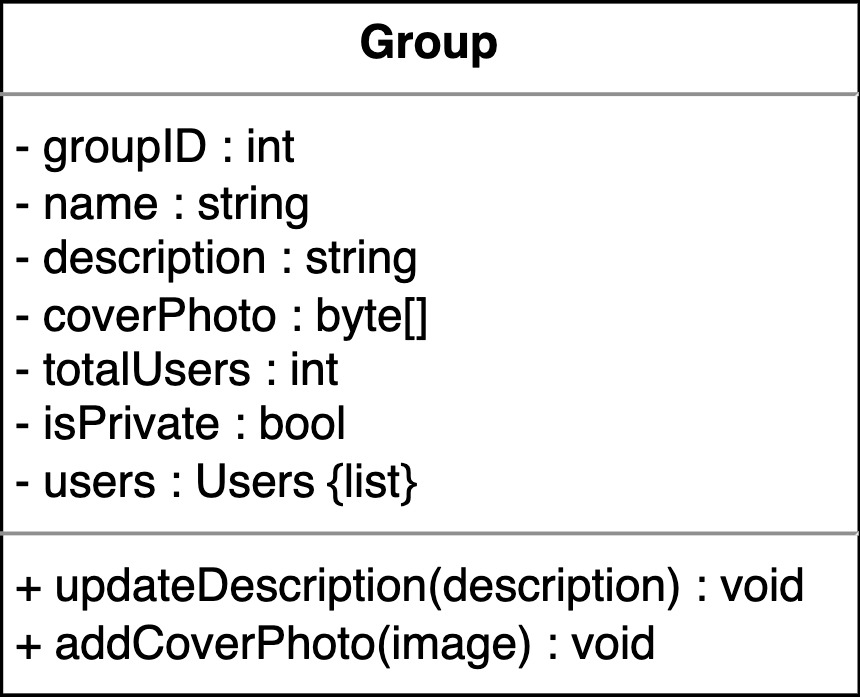 Group
- groupID : int
- name : string
- description : string
- coverPhoto : byte[]
- totalUsers : int
- isPrivate : bool
- users : Users {list}
+ updateDescription(description) : void
+ addCoverPhoto(image) : void